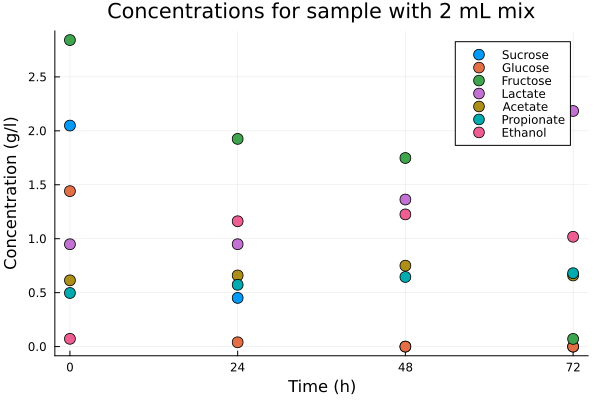 Concentrations for sample with 2 mL mix
Concentration (g/l)
2.5
2.0
1.5
1.0
0.5
0.0
0
24
48
72
Time (h)
Sucrose
Glucose
Fructose
Lactate
Acetate
Propionate
Ethanol